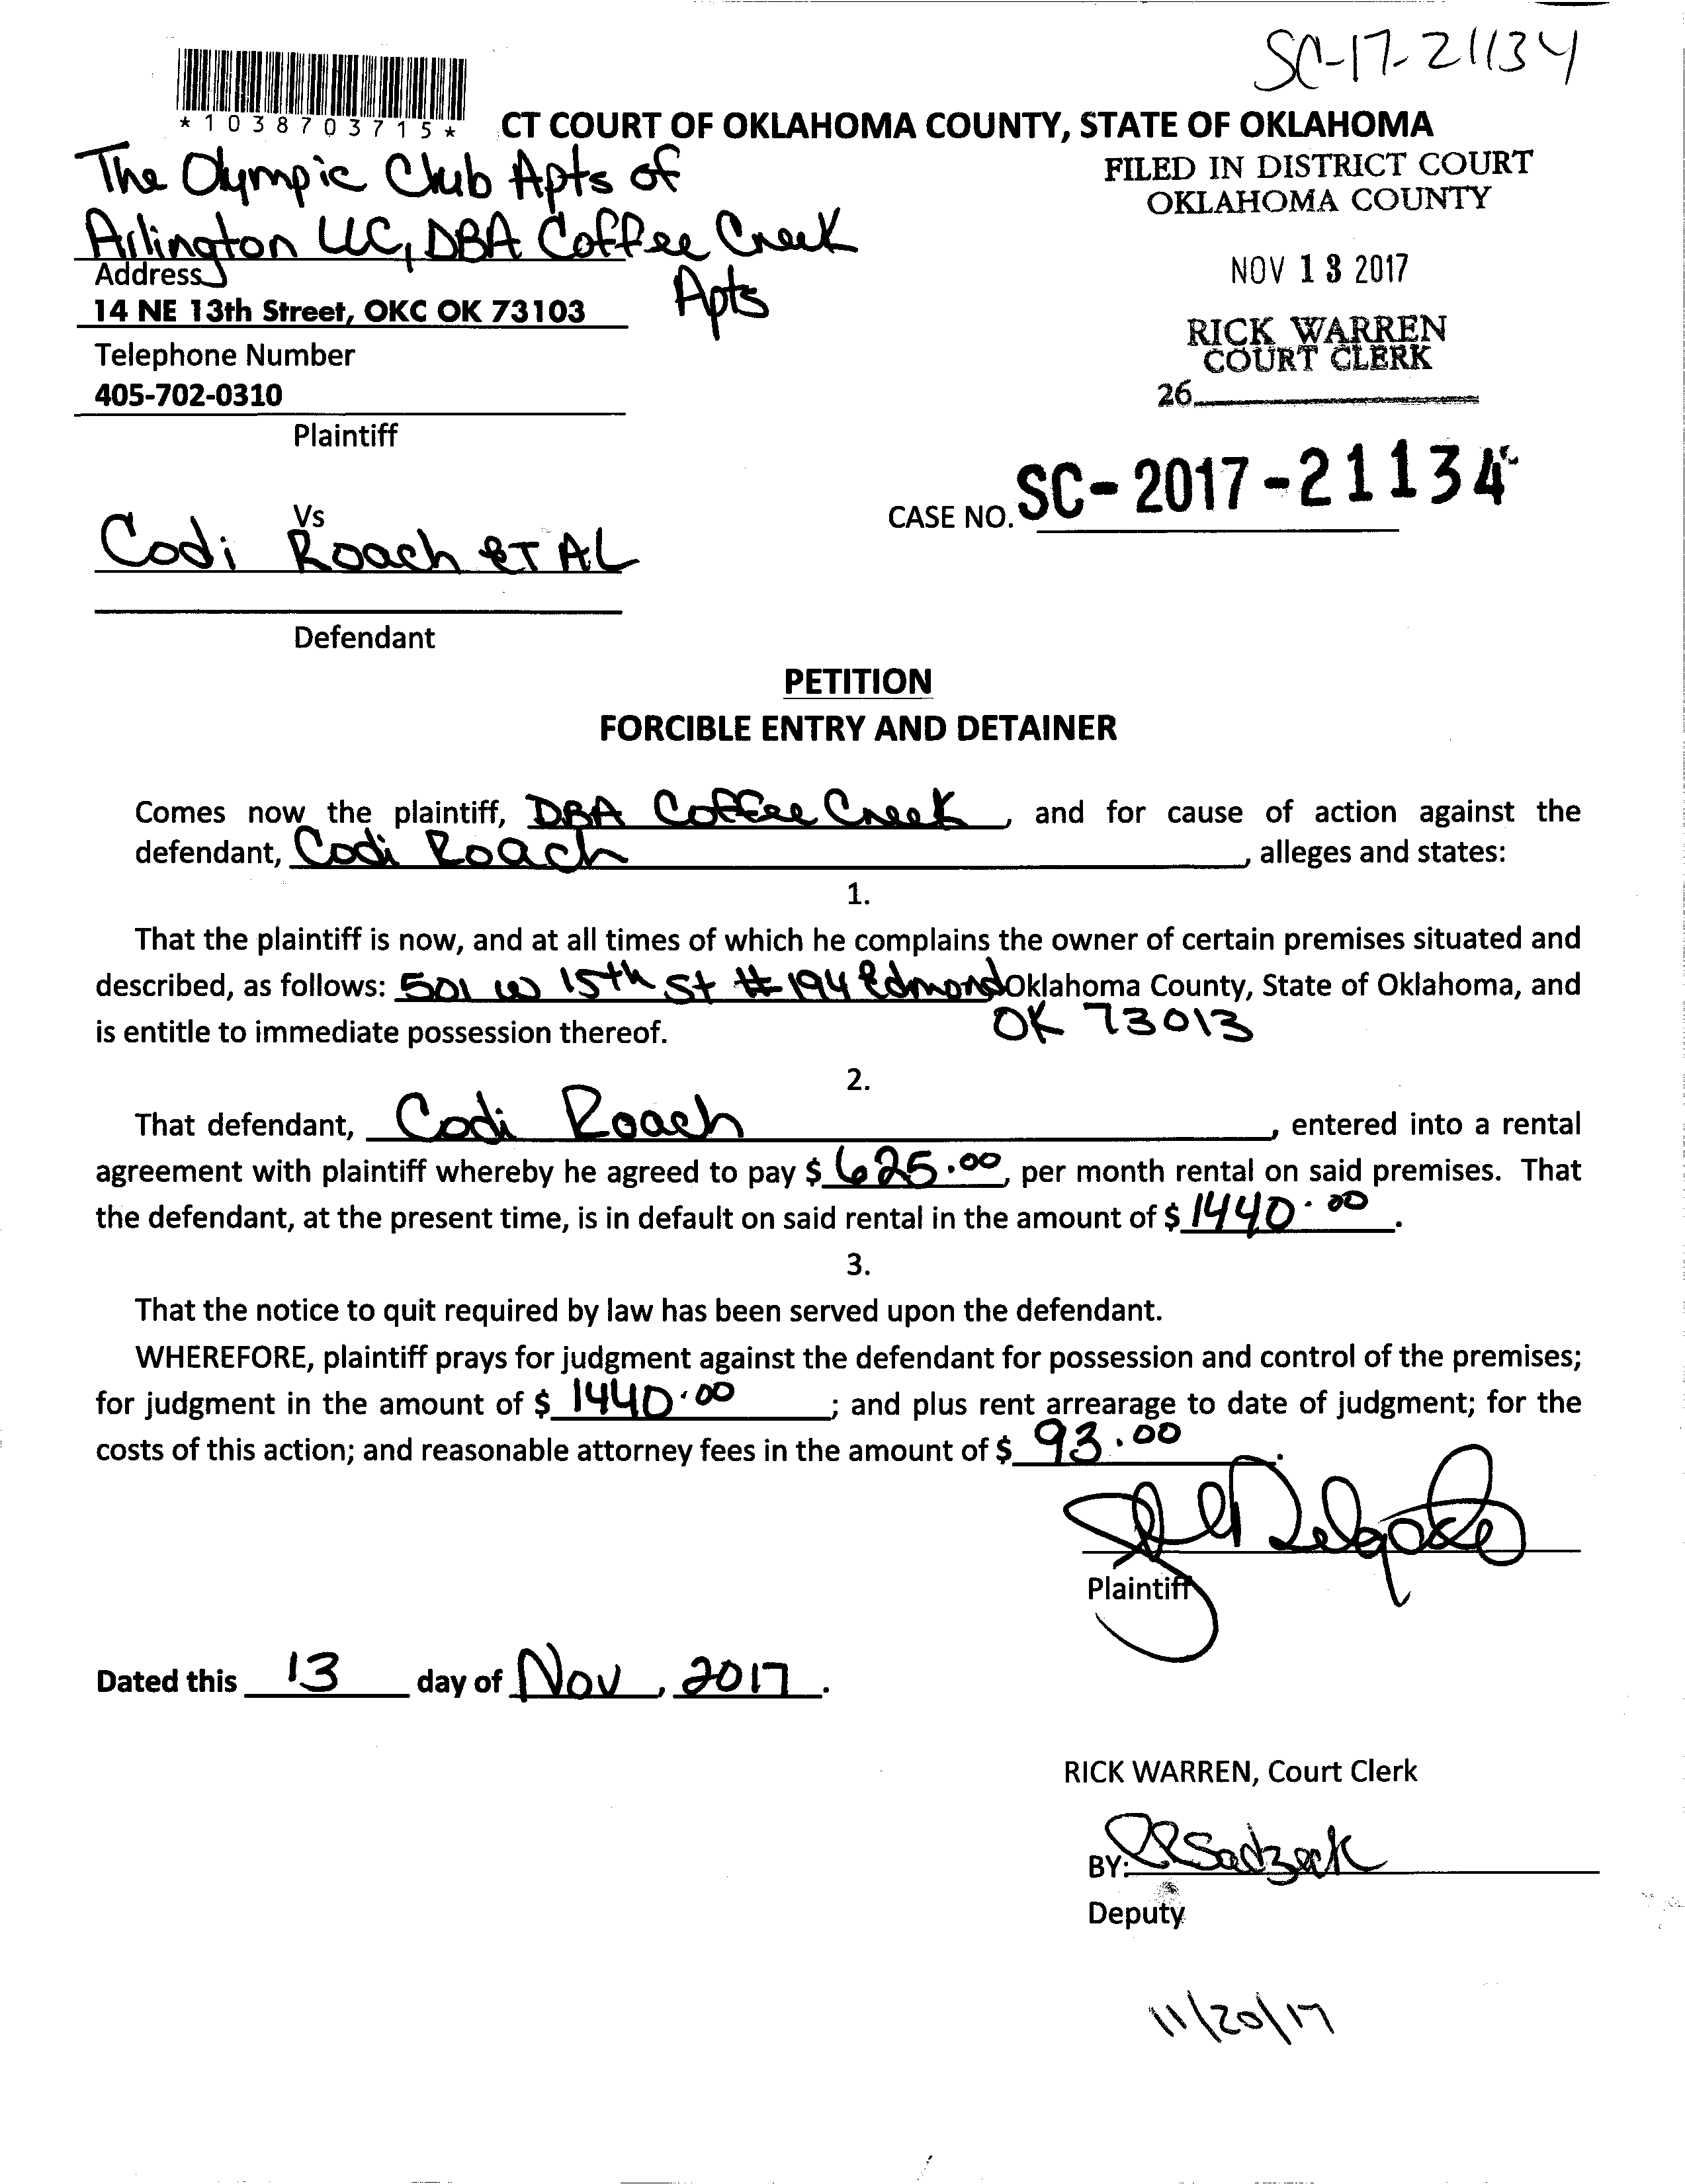 SC-17-21134
*1038703715*
CT COURT OF OKLAHOMA COUNTY, STATE OF OKLAHOMA
The Olympic Club Apts of
Arlington LLC, DBA Coffee Creek
Apts
Address
14 NE 13th Street, OKC OK 73103
Telephone Number
405-702-0310
Plaintiff
FILED IN DISTRICT COURT
OKLAHOMA COUNTY
NOV 13 2017
RICK WARREN
COURT CLERK
26
CASE NO. SC-2017-21134
Vs
Codi Roach ET AL
Defendant
PETITION
FORCIBLE ENTRY AND DETAINER
Comes now the plaintiff, DBA Coffee Creek, and for cause of action against the
defendant, Codi Roach, alleges and states:
1.
That the plaintiff is now, and at all times of which he complains the owner of certain premises situated and
described, as follows: 501 W 15th St # 194 Edmond Oklahoma County, State of Oklahoma, and
OK 73013
is entitle to immediate possession thereof.
2.
That defendant, Codi Roach, entered into a rental
agreement with plaintiff whereby he agreed to pay $ 625.00, per month rental on said premises. That
the defendant, at the present time, is in default on said rental in the amount of $ 1440.00.
3.
That the notice to quit required by law has been served upon the defendant.
WHEREFORE, plaintiff prays for judgment against the defendant for possession and control of the premises;
for judgment in the amount of $ 1440.00; and plus rent arrearage to date of judgment; for the
costs of this action; and reasonable attorney fees in the amount of $ 93.00.
Delgado
Plaintiff
Dated this 13 day of Nov, 2017.
RICK WARREN, Court Clerk
BY:
Deputy
11/20/17